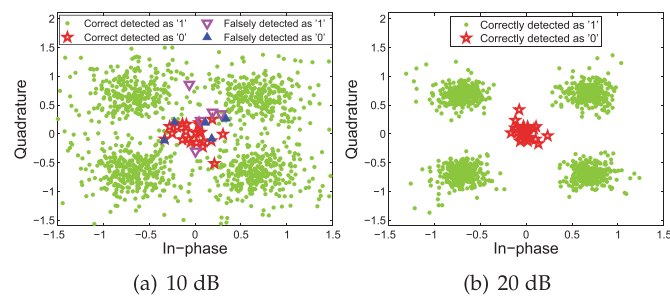 Correct detected as '1'
Falsely detected as '1'
Correct detected as '0'
Falsely detected as '0'
Quadrature
2
1.5
1
0.5
0
−0.5
−1
−1.5
−1.5
−1
−0.5
0
0.5
1
1.5
In−phase
(a) 10 dB
Correctly detected as '1'
Correctly detected as '0'
Quadrature
2
1.5
1
0.5
0
−0.5
−1
−1.5
−1.5
−1
−0.5
0
0.5
1
1.5
In−phase
(b) 20 dB